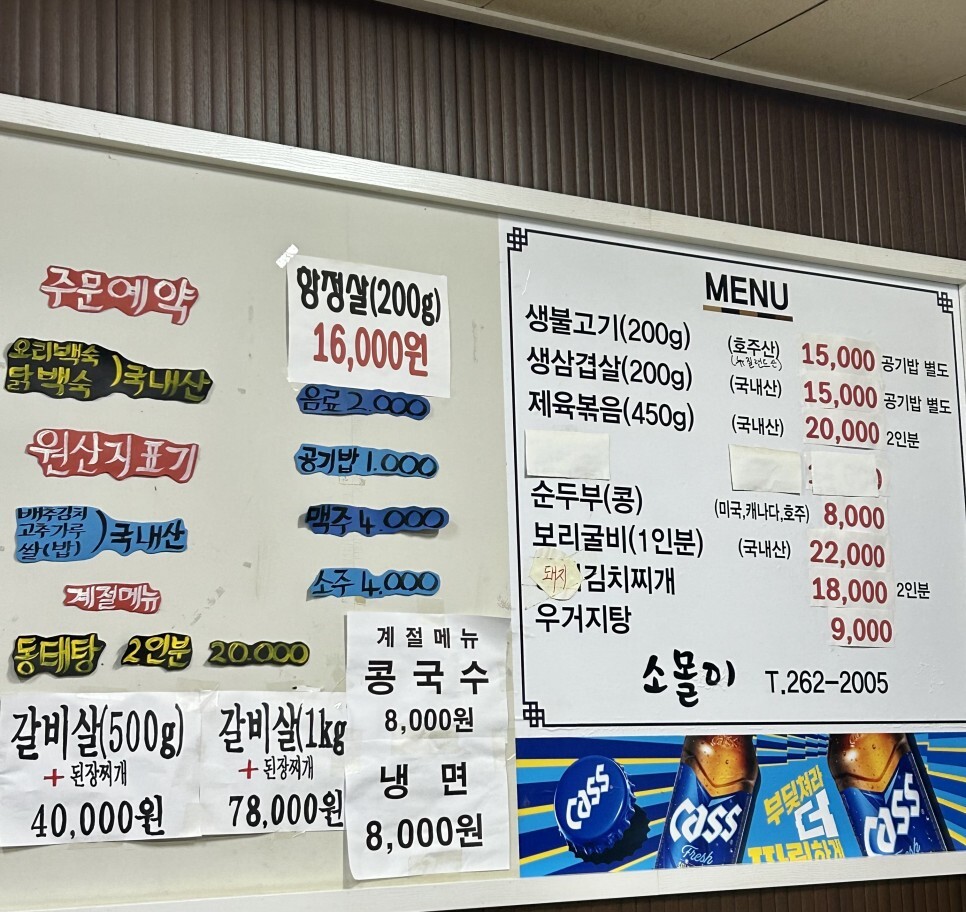 주문예약
오리백숙
닭백숙 ) 국내산
원산지표기
배추김치
고추가루
쌀(밥) ) 국내산
계절메뉴
동태탕 2인분 20.000
갈비살(500g)
+ 된장찌개
40,000원
갈비살(1kg
+ 된장찌개
78,000원
항정살(200g)
16,000원
음료 2.000
공기밥 1.000
맥주 4.000
소주 4.000
계절메뉴
콩국수
8,000원
냉면
8,000원
MENU
생불고기(200g) (호주산) 15,000 공기밥 별도
생삼겹살(200g) (국내산) 15,000 공기밥 별도
제육볶음(450g) (국내산) 20,000 2인분
순두부(콩) (미국,캐나다,호주) 8,000
보리굴비(1인분) (국내산) 22,000
돼지김치찌개 18,000 2인분
우거지탕 9,000
소몰이 T.262-2005
Cass
Cass
Fresh
부딪쳐라
더
Cass
Fresh